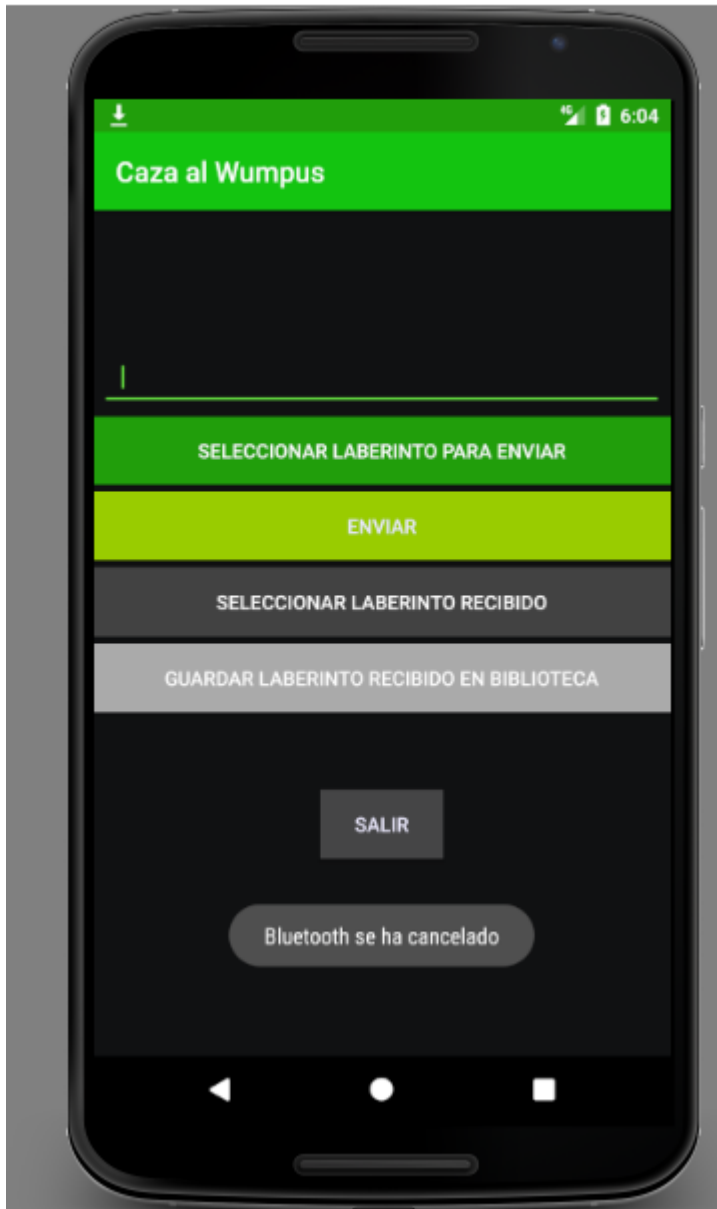 4G 6:04
Caza al Wumpus
SELECCIONAR LABERINTO PARA ENVIAR
ENVIAR
SELECCIONAR LABERINTO RECIBIDO
GUARDAR LABERINTO RECIBIDO EN BIBLIOTECA
SALIR
Bluetooth se ha cancelado